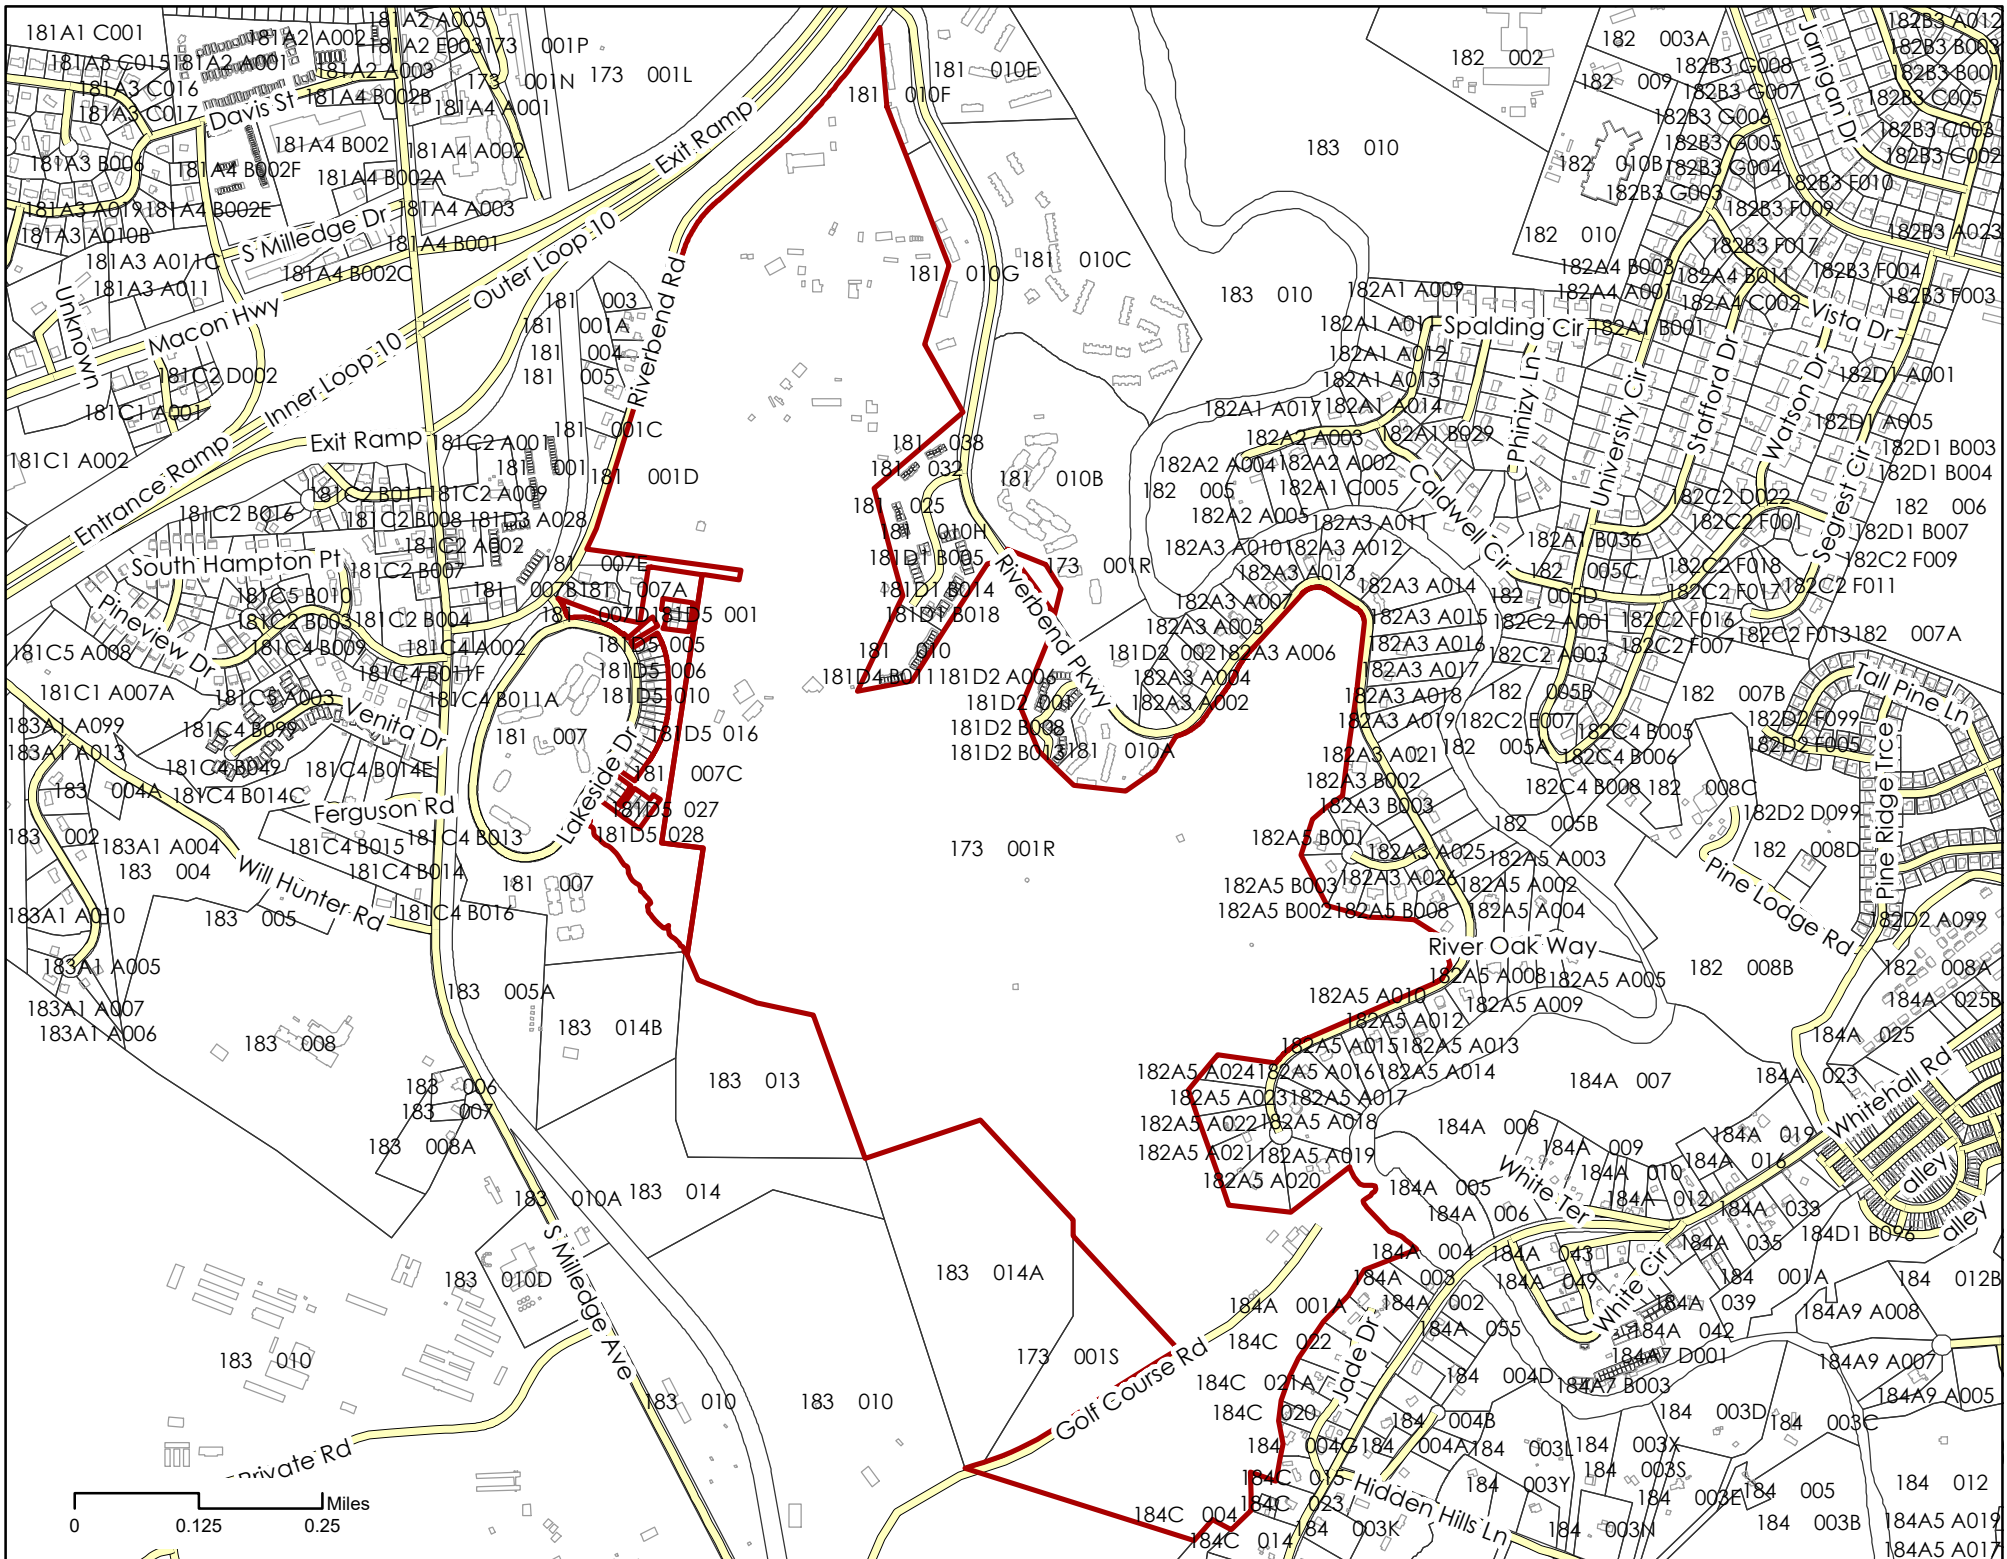 181A1 C001
181A2 A005
181A2 A002
181A2 E003
173 001P
181A3 C015
181A2 A001
181A2 A003
173 001N
173 001L
181A3 C016
181A4 B002B
181A4 A001
181A3 C017
Davis St
181A4 B002
181A4 A002
Exit Ramp
181A3 B006
181A4 B002F
181A4 B002A
181A3 A019
181A4 B002E
181A4 A003
181A3 A010B
S Milledge Dr
181A4 B001
181A3 A011C
181A4 B002C
181A3 A011
Outer Loop 10
Unknown
Macon Hwy
181C2 D002
Inner Loop 10
181C1 A001
Exit Ramp
181C2 A001
181C1 A002
Entrance Ramp
181 003
181 001A
181 004
181 005
Riverbend Rd
181 001C
181 001
181 001D
181 010E
181 010F
181 010G
181 010C
183 010
183 010
182 002
182 003A
182 009
182 010B
182 010
182B3 G008
182B3 G007
182B3 G006
182B3 G005
182B3 G004
182B3 G003
Jarnigan Dr
182B3 A012
182B3 B003
182B3 B001
182B3 C005
182B3 C003
182B3 C002
182B3 F010
182B3 F009
182B3 A023
182B3 F017
182B3 F004
182B3 F003
182A4 B003
182A4 B011
182A4 A001
182A4 C002
182A1 A009
Spalding Cir
182A1 B001
Vista Dr
182A1 A012
182A1 A013
182A1 A017
182A1 A014
182A2 A003
182A1 B029
182A2 A004
182A2 A002
182 005
182A1 C005
182A2 A005
182A3 A011
Phinizy Ln
University Cir
Stafford Dr
Watson Dr
Segrest Cir
Caldwell Cir
182D1 A001
182D1 A005
182D1 B003
182D1 B004
182 006
182D1 B007
182C2 D022
182C2 F001
182A1 B036
182 005C
182C2 F018
182C2 F009
182C2 F017
182C2 F011
182 005D
182C2 A001
182C2 F016
182C2 F013
182 007A
182C2 A003
182C2 F007
181 038
181 032
181 025
181 010H
181 010B
181D1 B005
181D1 B014
181D1 B018
181 010
181D4 B011
181D2 A006
181D2 001
181D2 B008
181D2 B013
181 010A
Riverbend Pkwy
173 001R
181D2 002
182A3 A010
182A3 A012
182A3 A013
182A3 A014
182A3 A007
182A3 A015
182A3 A005
182A3 A016
182A3 A006
182A3 A017
182A3 A004
182A3 A018
182A3 A002
182A3 A019
182A3 A021
182A3 B002
182A3 B003
182 005B
182C2 E007
182 005A
182C4 B005
182C4 B006
182C4 B008
182 008C
182 007B
182D2 F099
182D2 F005
Tall Pine Ln
Pine Ridge Trce
182D2 D099
182 008D
182 005B
Pine Lodge Rd
182D2 A099
182 008B
182 008A
184A 025B
184A 025
181C2 B011
181C2 A009
181C2 B016
181C2 B008
181D3 A028
181C2 A002
South Hampton Pt
181C2 B007
181 007E
181 007B
181 007A
181C5 B010
Pineview Dr
181C2 B003
181C2 B004
181 007D
181D5 001
181C5 A008
181C4 B009
181C4 A002
181D5 005
181C4 B011F
181D5 006
181C1 A007A
181C5 A003
181C4 B011A
181D5 010
183A1 A099
181C4 B099
Venita Dr
181 007
181D5 016
183A1 A013
181C4 B049
181C4 B014E
181 007C
183 004A
181C4 B014C
Ferguson Rd
181D5 027
183 002
183A1 A004
181C4 B015
181C4 B013
Lakeside Dr
181D5 028
183 004
Will Hunter Rd
181C4 B014
181 007
183A1 A010
183 005
181C4 B016
173 001R
182A5 B001
182A3 A025
182A5 A003
182A5 B003
182A3 A026
182A5 A002
182A5 B002
182A5 B008
182A5 A004
River Oak Way
182A5 A008
182A5 A005
182A5 A010
182A5 A009
182A5 A012
182A5 A015
182A5 A013
182A5 A024
182A5 A016
182A5 A014
182A5 A023
182A5 A017
182A5 A022
182A5 A018
182A5 A021
182A5 A019
182A5 A020
183A1 A005
183A1 A007
183A1 A006
183 008
183 005A
183 014B
183 013
183 006
183 007
183 008A
183 010A
183 014
S Milledge Ave
183 010D
183 014A
183 010
173 001S
183 010
183 010
Private Rd
Golf Course Rd
184A 007
184A 023
Whitehall Rd
184A 008
184A 009
184A 019
184A 010
184A 016
184A 005
184A 012
alley
184A 006
White Ter
184A 033
alley
184A 004
184A 043
184A 035
184D1 B096
184A 003
184A 049
184 001A
184 012B
184A 001A
184A 002
White Cir
184A 039
184A9 A008
184C 022
Jade Dr
184A 055
184A 042
184A7 D001
184A9 A007
184C 021A
184 004D
184A7 B003
184A9 A005
184C 020
184 004B
184 003D
184 003C
184 004G
184 004A
184 003L
184 003X
184C 015
184 003S
Hidden Hills Ln
184 003Y
184 003E
184 005
184 012
184C 004
184C 023
184 003K
184 003N
184 003B
184A5 A019
184C 014
184A5 A017
Miles
0 0.125 0.25